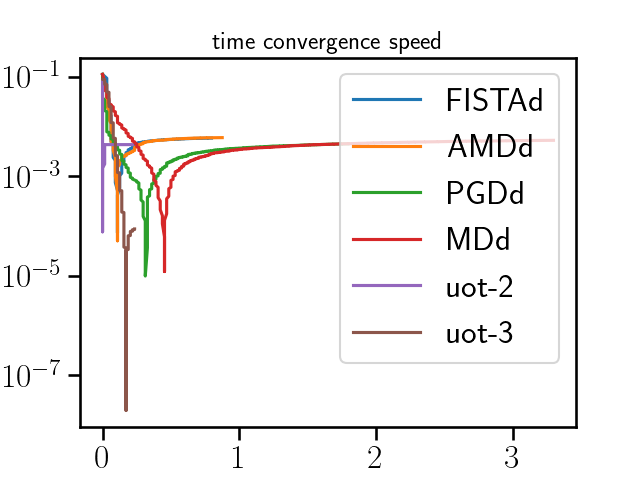 time convergence speed
10⁻¹
10⁻³
10⁻⁵
10⁻⁷
FISTAd
AMDd
PGDd
MDd
uot-2
uot-3
0 1 2 3